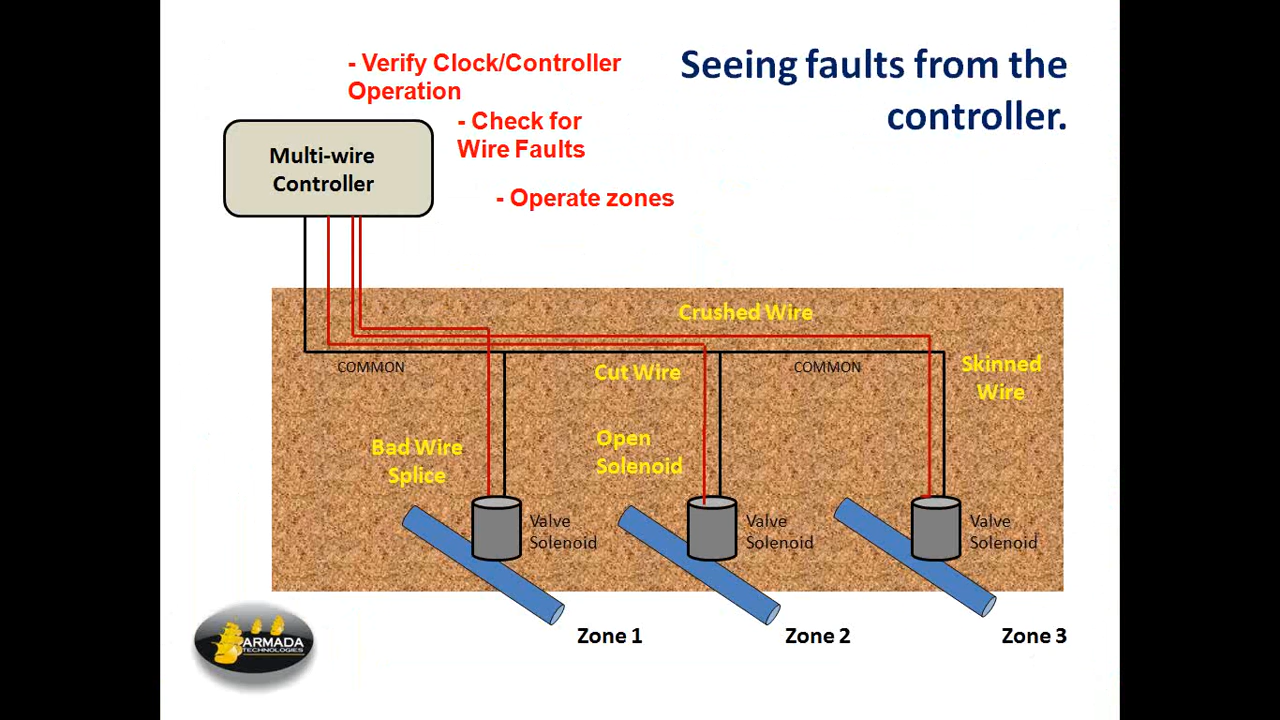 Seeing faults from the
controller.
- Verify Clock/Controller
Operation
- Check for
Wire Faults
- Operate zones
Multi-wire
Controller
Crushed Wire
COMMON
Cut Wire
COMMON
Skinned
Wire
Bad Wire
Splice
Open
Solenoid
Valve
Solenoid
Valve
Solenoid
Valve
Solenoid
Zone 1
Zone 2
Zone 3
ARMADA
TECHNOLOGIES